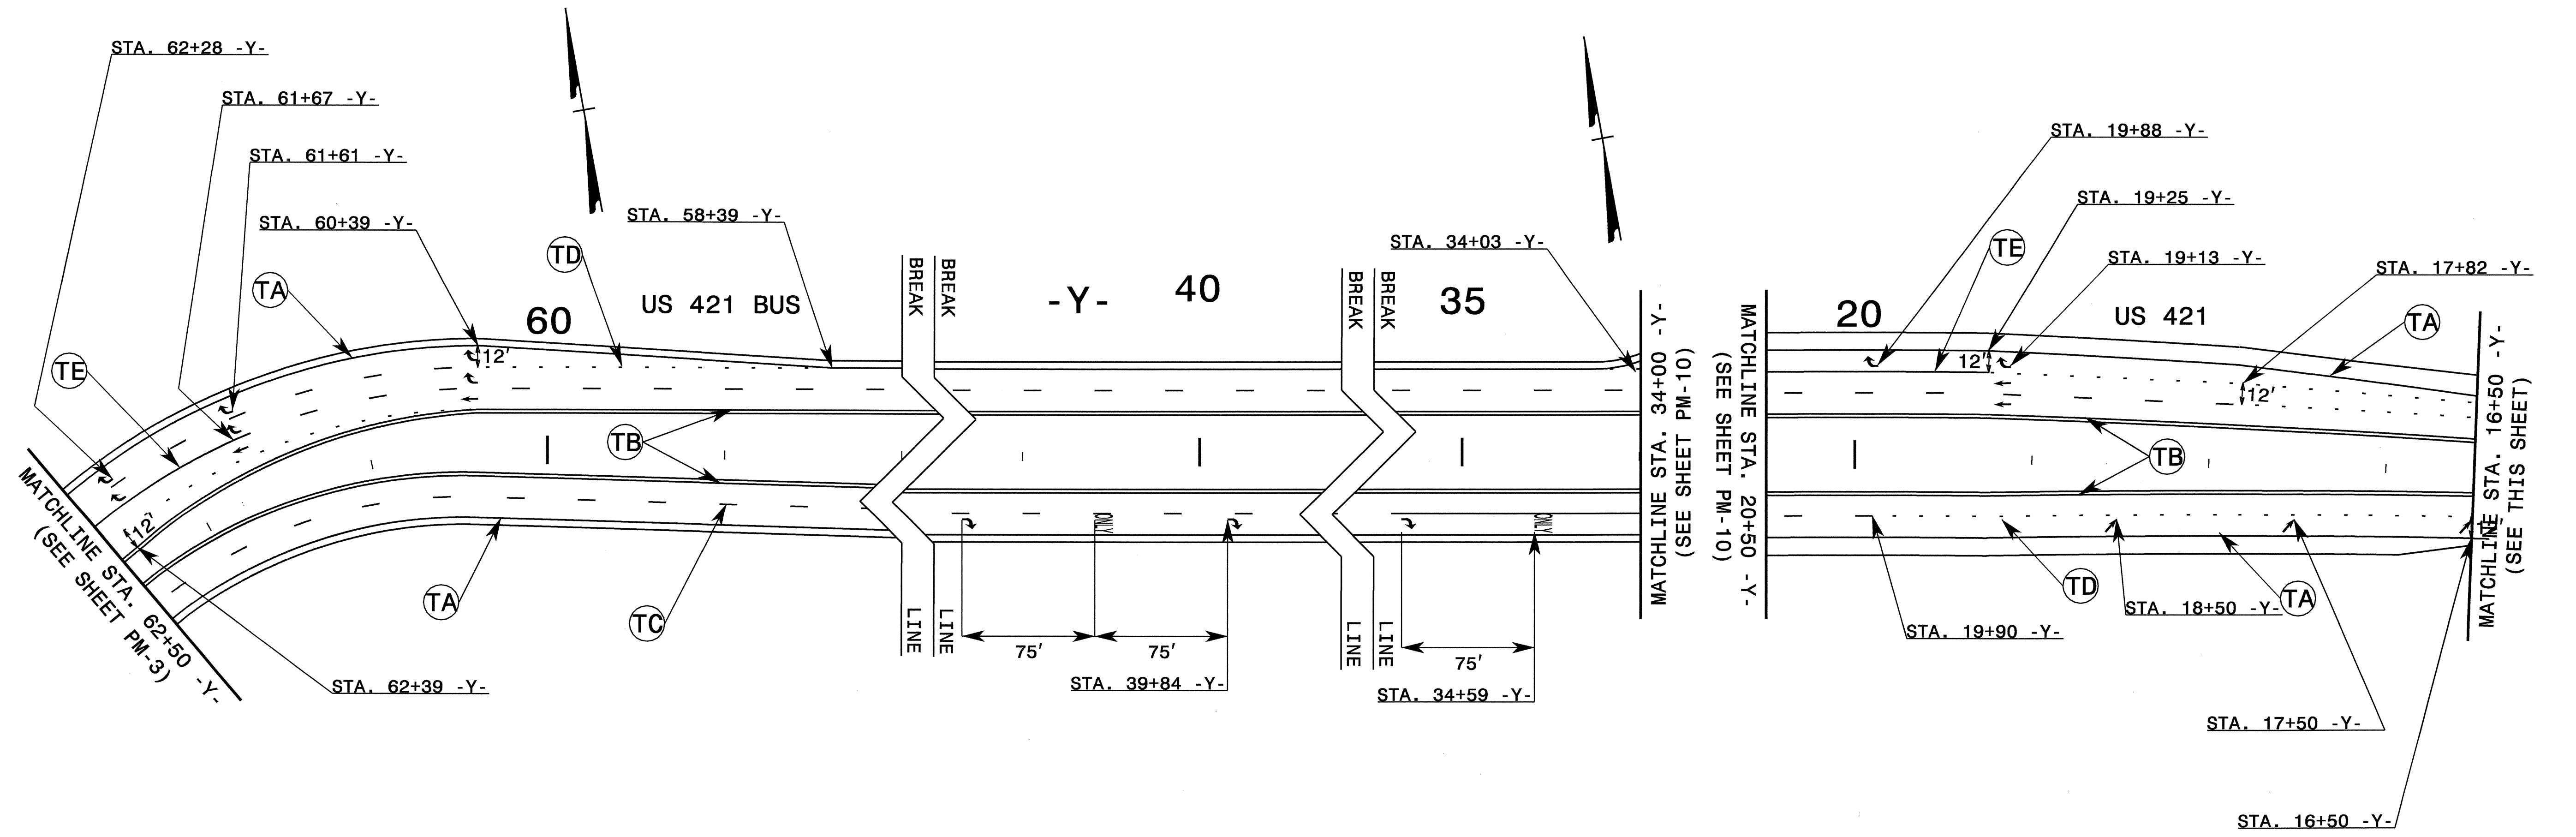 STA. 62+28 -Y-
STA. 61+67 -Y-
STA. 61+61 -Y-
STA. 60+39 -Y-
TA
TE
TD
STA. 58+39 -Y-
12'
60
US 421 BUS
TB
12'
TA
TC
MATCHLINE STA. 62+50 -Y-
(SEE SHEET PM-3)
STA. 62+39 -Y-
BREAK
LINE
BREAK
LINE
-Y-
40
ONLY
75'
75'
STA. 39+84 -Y-
BREAK
LINE
BREAK
LINE
35
STA. 34+03 -Y-
ONLY
75'
STA. 34+59 -Y-
MATCHLINE STA. 34+00 -Y-
(SEE SHEET PM-10)
MATCHLINE STA. 20+50 -Y-
(SEE SHEET PM-10)
STA. 19+88 -Y-
STA. 19+25 -Y-
TE
STA. 19+13 -Y-
STA. 17+82 -Y-
20
US 421
TA
12'
12'
TB
TD
STA. 18+50 -Y-
TA
STA. 19+90 -Y-
STA. 17+50 -Y-
STA. 16+50 -Y-
MATCHLINE STA. 16+50 -Y-
(SEE THIS SHEET)